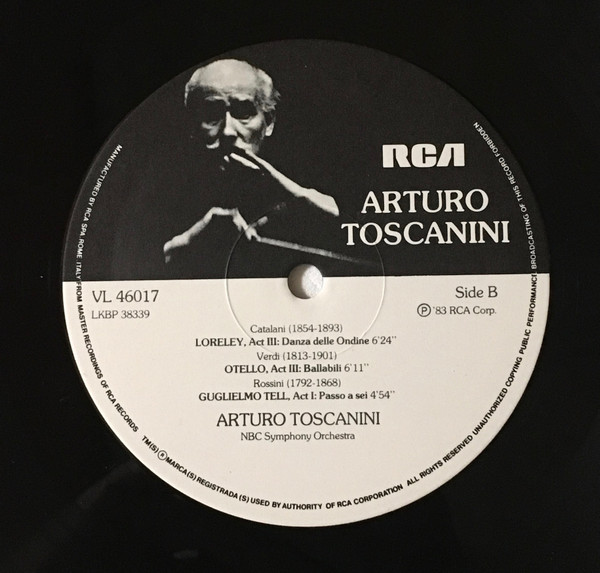 RCA
ARTURO
TOSCANINI
VL 46017
LKBP 38339
Side B
Ⓟ '83 RCA Corp.
Catalani (1854-1893)
LORELEY, Act III: Danza delle Ondine 6'24''
Verdi (1813-1901)
OTELLO, Act III: Ballabili 6'11''
Rossini (1792-1868)
GUGLIELMO TELL, Act I: Passo a sei 4'54''
ARTURO TOSCANINI
NBC Symphony Orchestra
MANUFACTURED BY RCA SPA, ROME, ITALY FROM MASTER RECORDINGS OF RCA RECORDS TM(S) ® MARCA(S) REGISTRADA (S) USED BY AUTHORITY OF RCA CORPORATION ALL RIGHTS RESERVED UNAUTHORIZED COPYING PUBLIC PERFORMANCE BROADCASTING OF THIS RECORD FORBIDDEN